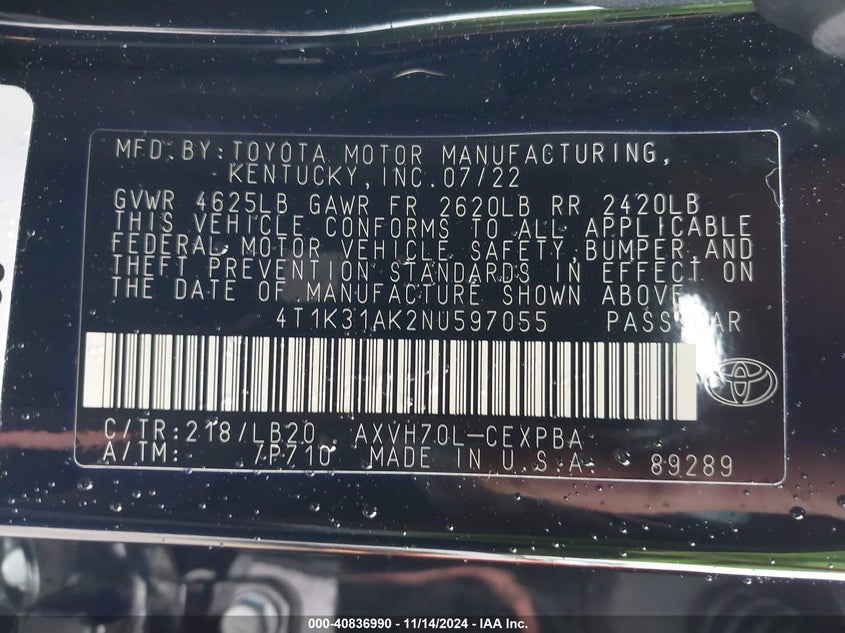 MFD.BY:TOYOTA MOTOR MANUFACTURING,
KENTUCKY,INC.07/22
GVWR 4625LB GAWR FR 2620LB RR 2420LB
THIS VEHICLE CONFORMS TO ALL APPLICABLE
FEDERAL MOTOR VEHICLE SAFETY,BUMPER,AND
THEFT PREVENTION STANDARDS IN EFFECT ON
THE DATE OF MANUFACTURE SHOWN ABOVE.
4T1K31AK2NU597055 PASS CAR
C/TR:218/LB20 AXVH70L-CEXPBA
A/TM: 7P710 MADE IN U.S.A. 89289
000-40836990 - 11/14/2024 - IAA Inc.